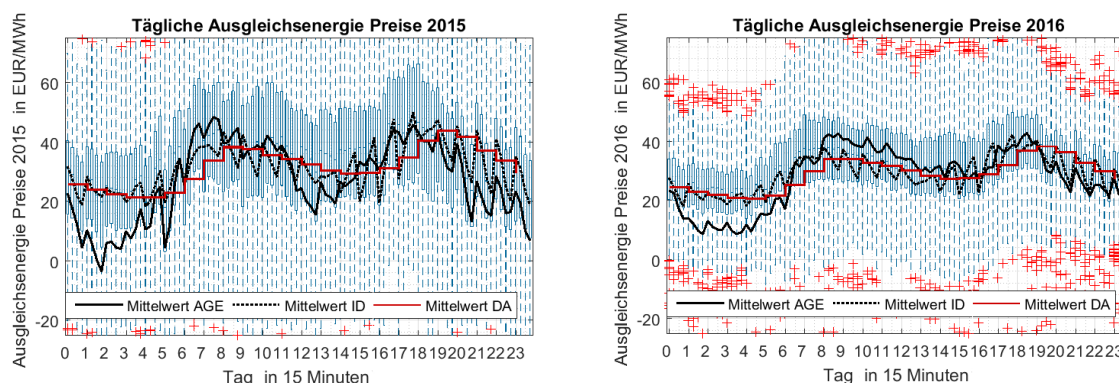 Tägliche Ausgleichsenergie Preise 2015
Ausgleichsenergie Preise 2015 in EUR/MWh
60
40
20
0
-20
Mittelwert AGE Mittelwert ID Mittelwert DA
0 1 2 3 4 5 6 7 8 9 10 11 12 13 14 15 16 17 18 19 20 21 22 23
Tag in 15 Minuten
Tägliche Ausgleichsenergie Preise 2016
Ausgleichsenergie Preise 2016 in EUR/MWh
60
40
20
0
-20
Mittelwert AGE Mittelwert ID Mittelwert DA
0 1 2 3 4 5 6 7 8 9 10 11 12 13 14 15 16 17 18 19 20 21 22 23
Tag in 15 Minuten